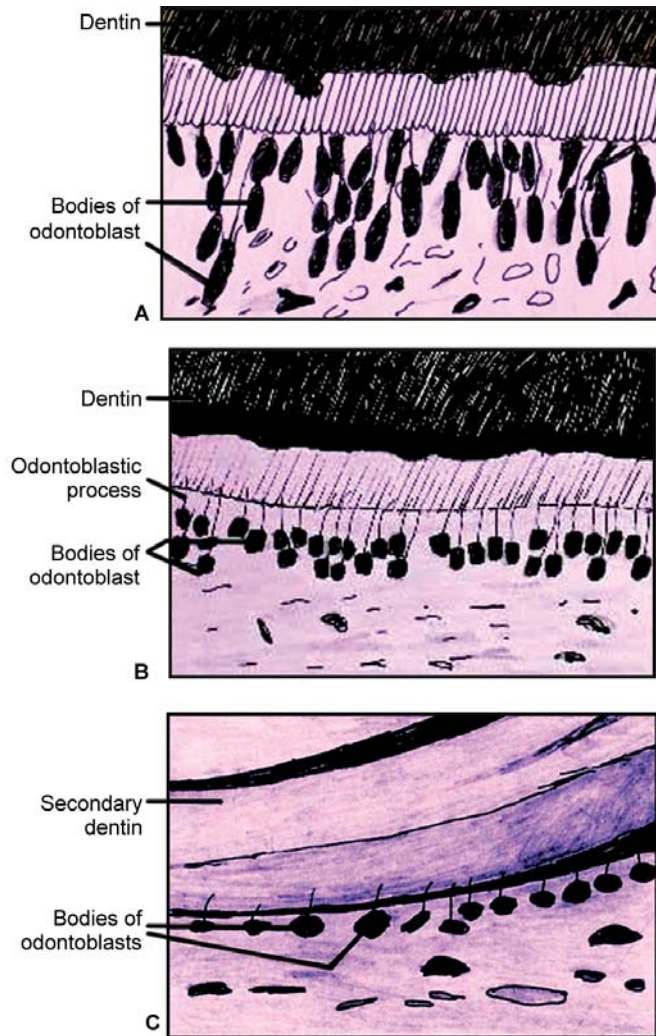 Dentin
Bodies of
odontoblast
A
Dentin
Odontoblastic
process
Bodies of
odontoblast
B
Secondary
dentin
Bodies of
odontoblasts
C